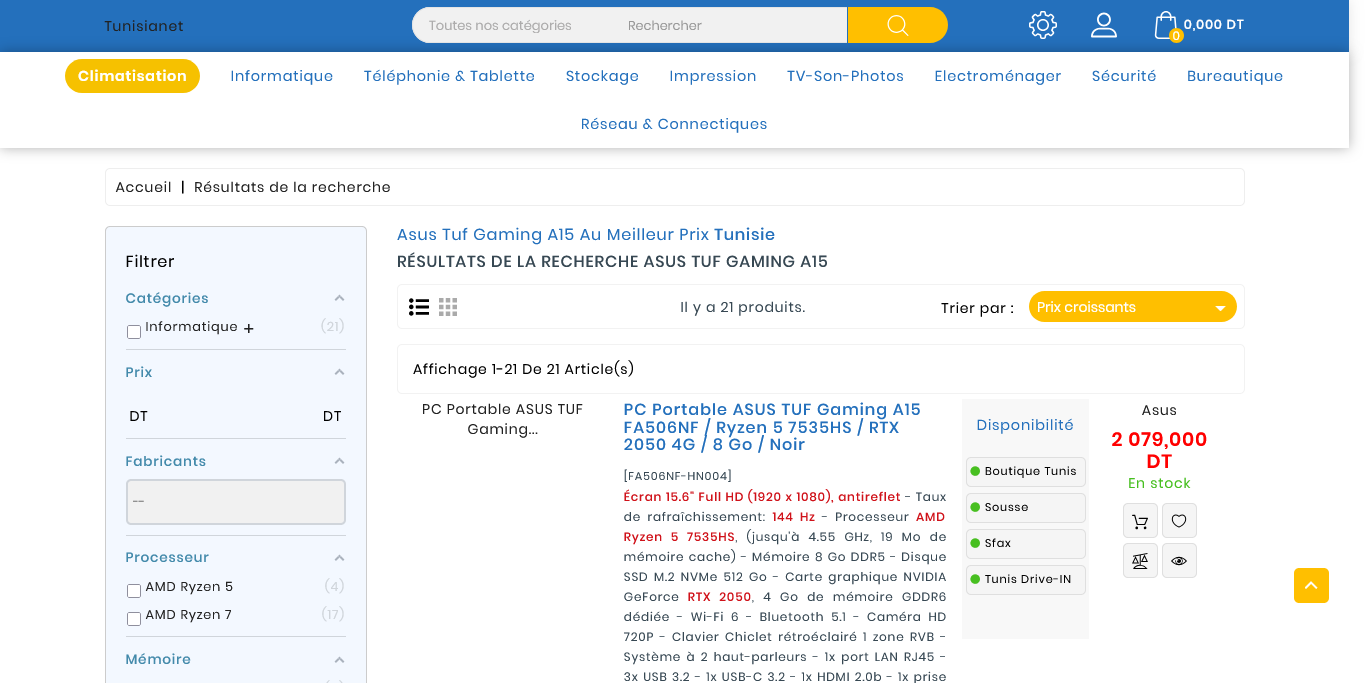 Tunisianet
Toutes nos catégories
Rechercher
0
0,000 DT
Climatisation
Informatique
Téléphonie & Tablette
Stockage
Impression
TV-Son-Photos
Electroménager
Sécurité
Bureautique
Réseau & Connectiques
Accueil | Résultats de la recherche
Filtrer
Catégories
Informatique + (21)
Prix
DT DT
Fabricants
--
Processeur
AMD Ryzen 5 (4)
AMD Ryzen 7 (17)
Mémoire
Asus Tuf Gaming A15 Au Meilleur Prix Tunisie
RÉSULTATS DE LA RECHERCHE ASUS TUF GAMING A15
Il y a 21 produits.
Trier par :
Prix croissants
Affichage 1-21 De 21 Article(s)
PC Portable ASUS TUF
Gaming...
PC Portable ASUS TUF Gaming A15
FA506NF / Ryzen 5 7535HS / RTX
2050 4G / 8 Go / Noir
[FA506NF-HN004]
Écran 15.6" Full HD (1920 x 1080), antireflet - Taux
de rafraîchissement: 144 Hz - Processeur AMD
Ryzen 5 7535HS, (jusqu'à 4.55 GHz, 19 Mo de
mémoire cache) - Mémoire 8 Go DDR5 - Disque
SSD M.2 NVMe 512 Go - Carte graphique NVIDIA
GeForce RTX 2050, 4 Go de mémoire GDDR6
dédiée - Wi-Fi 6 - Bluetooth 5.1 - Caméra HD
720P - Clavier Chiclet rétroéclairé 1 zone RVB -
Système à 2 haut-parleurs - 1x port LAN RJ45 -
3x USB 3.2 - 1x USB-C 3.2 - 1x HDMI 2.0b - 1x prise
Disponibilité
Boutique Tunis
Sousse
Sfax
Tunis Drive-IN
Asus
2 079,000
DT
En stock